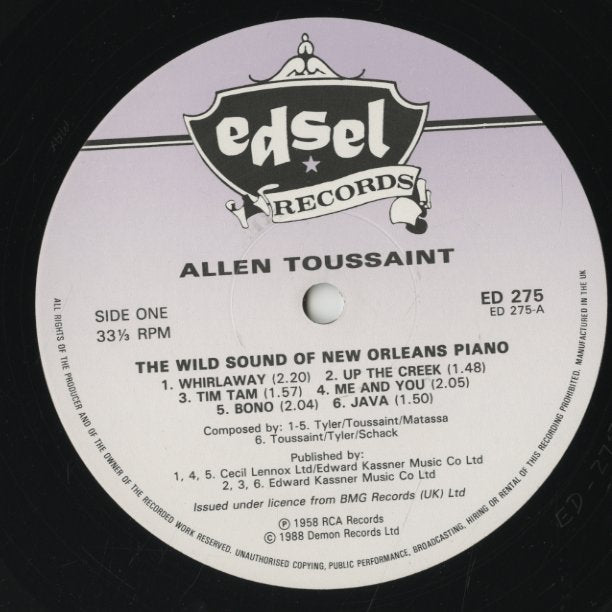 edsel
RECORDS
ALLEN TOUSSAINT
SIDE ONE
33⅓ RPM
ED 275
ED 275-A
THE WILD SOUND OF NEW ORLEANS PIANO
1. WHIRLAWAY (2.20) 2. UP THE CREEK (1.48)
3. TIM TAM (1.57) 4. ME AND YOU (2.05)
5. BONO (2.04) 6. JAVA (1.50)
Composed by: 1-5. Tyler/Toussaint/Matassa
6. Toussaint/Tyler/Schack
Published by:
1, 4, 5. Cecil Lennox Ltd/Edward Kassner Music Co Ltd
2, 3, 6. Edward Kassner Music Co Ltd
Issued under licence from BMG Records (UK) Ltd
℗ 1958 RCA Records
© 1988 Demon Records Ltd
ALL RIGHTS OF THE PRODUCER AND OF THE OWNER OF THE RECORDED WORK RESERVED. UNAUTHORISED COPYING, PUBLIC PERFORMANCE, BROADCASTING, HIRING OR RENTAL OF THIS RECORDING PROHIBITED. MANUFACTURED IN THE UK